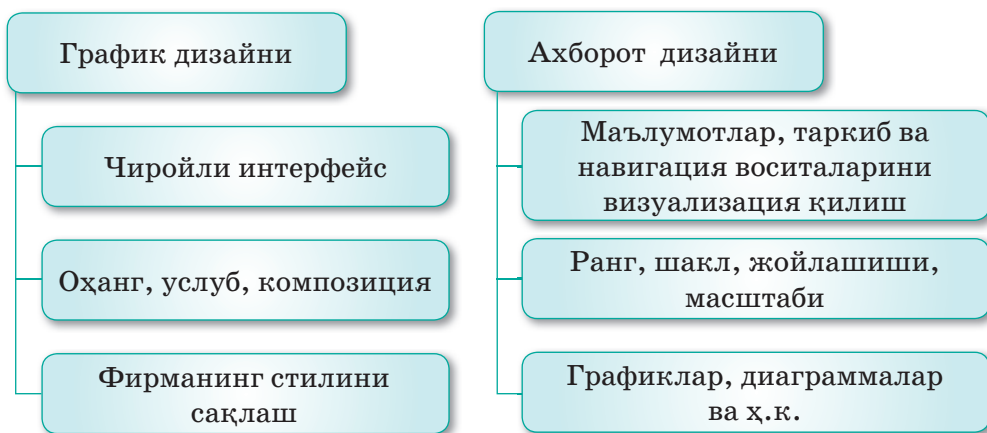 График дизайни
Чиройли интерфейс
Оҳанг, услуб, композиция
Фирманинг стилини
сақлаш
Ахборот дизайни
Маълумотлар, таркиб ва
навигация воситаларини
визуализация қилиш
Ранг, шакл, жойлашиши,
масштаби
Графиклар, диаграммалар
ва ҳ.к.